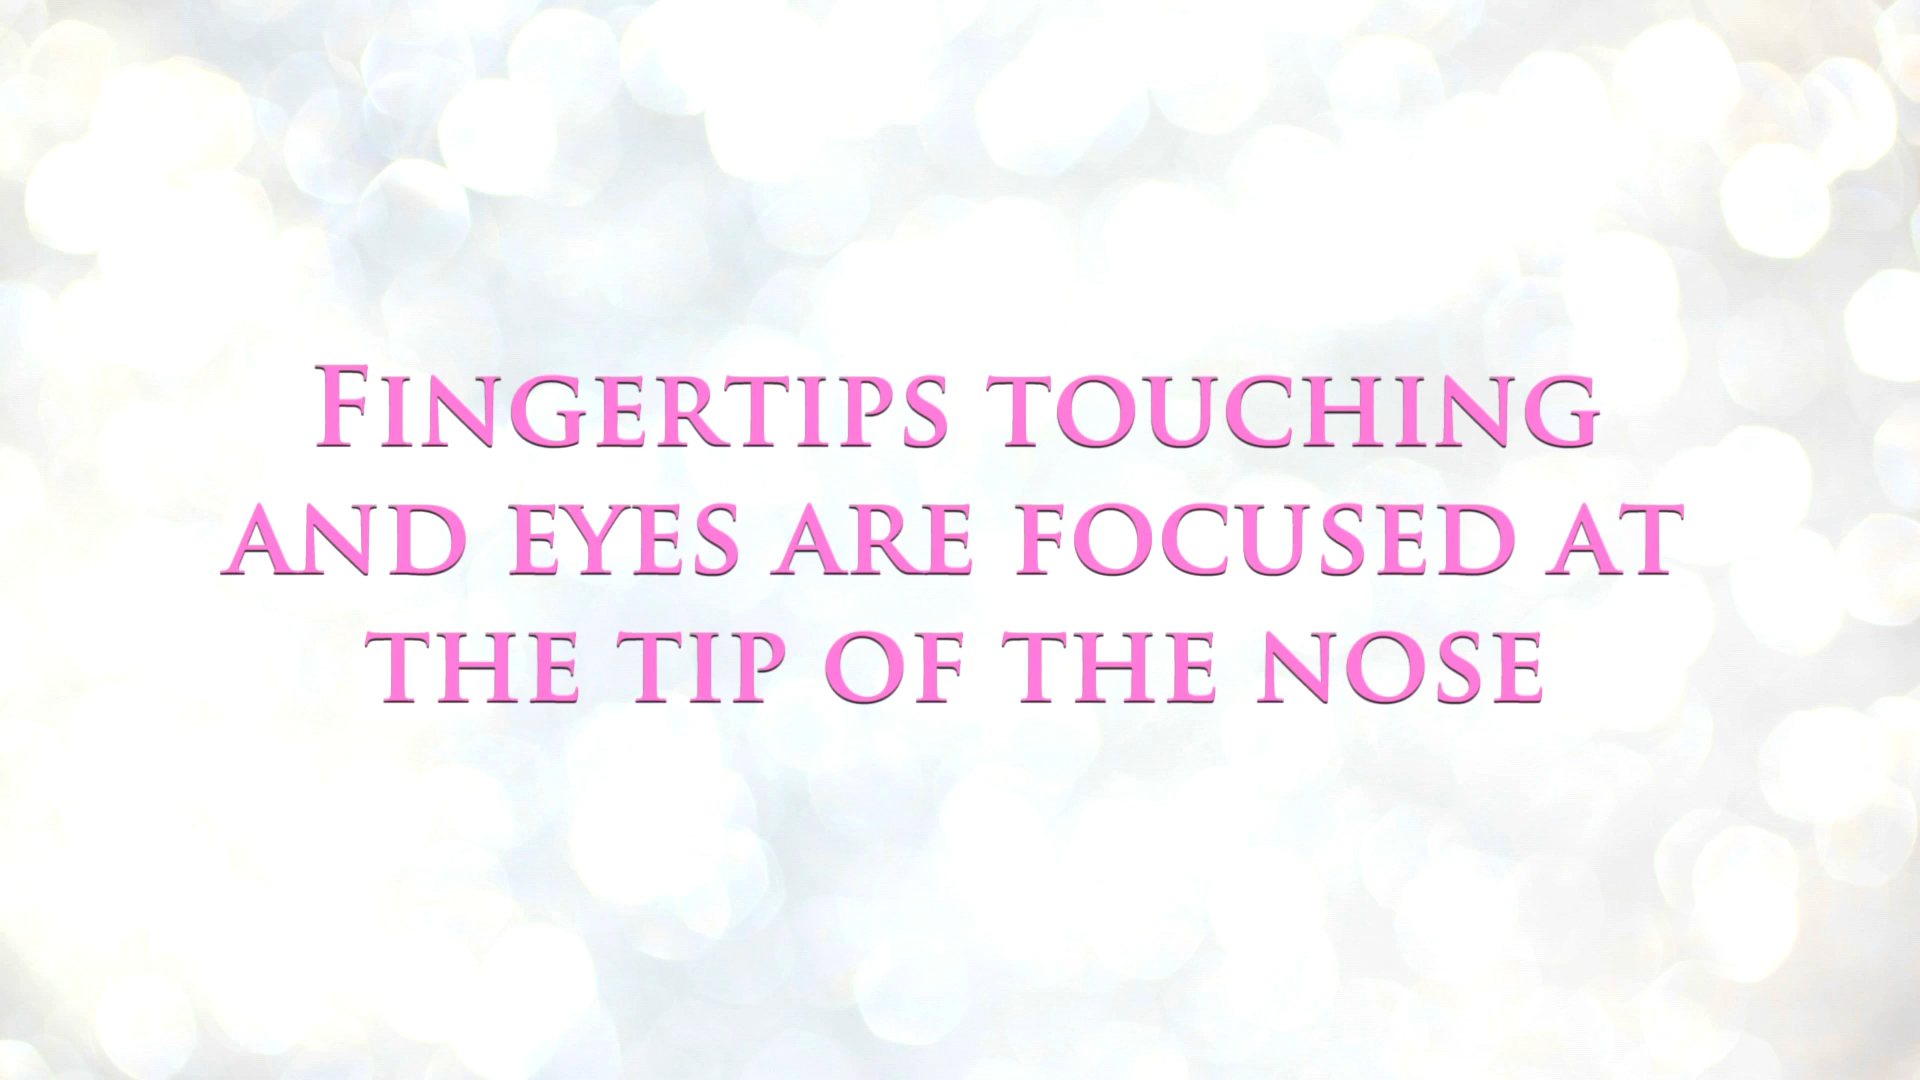 Fingertips touching
and eyes are focused at
the tip of the nose